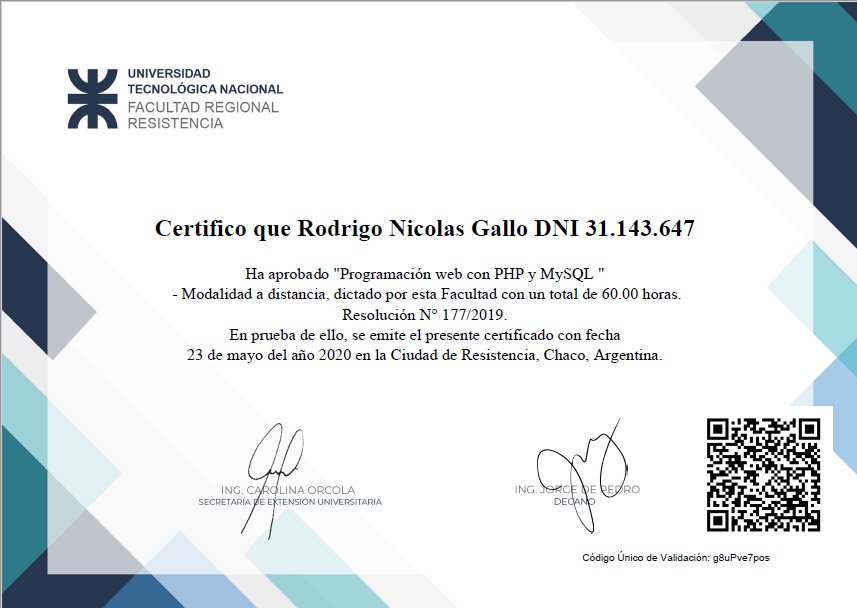 UNIVERSIDAD
TECNOLÓGICA NACIONAL
FACULTAD REGIONAL
RESISTENCIA
Certifico que Rodrigo Nicolas Gallo DNI 31.143.647
Ha aprobado "Programación web con PHP y MySQL "
- Modalidad a distancia, dictado por esta Facultad con un total de 60.00 horas.
Resolución N° 177/2019.
En prueba de ello, se emite el presente certificado con fecha
23 de mayo del año 2020 en la Ciudad de Resistencia, Chaco, Argentina.
ING. CAROLINA ORCOLA
SECRETARÍA DE EXTENSIÓN UNIVERSITARIA
ING. JORGE DE PEDRO
DECANO
Código Único de Validación: g8uPve7pos